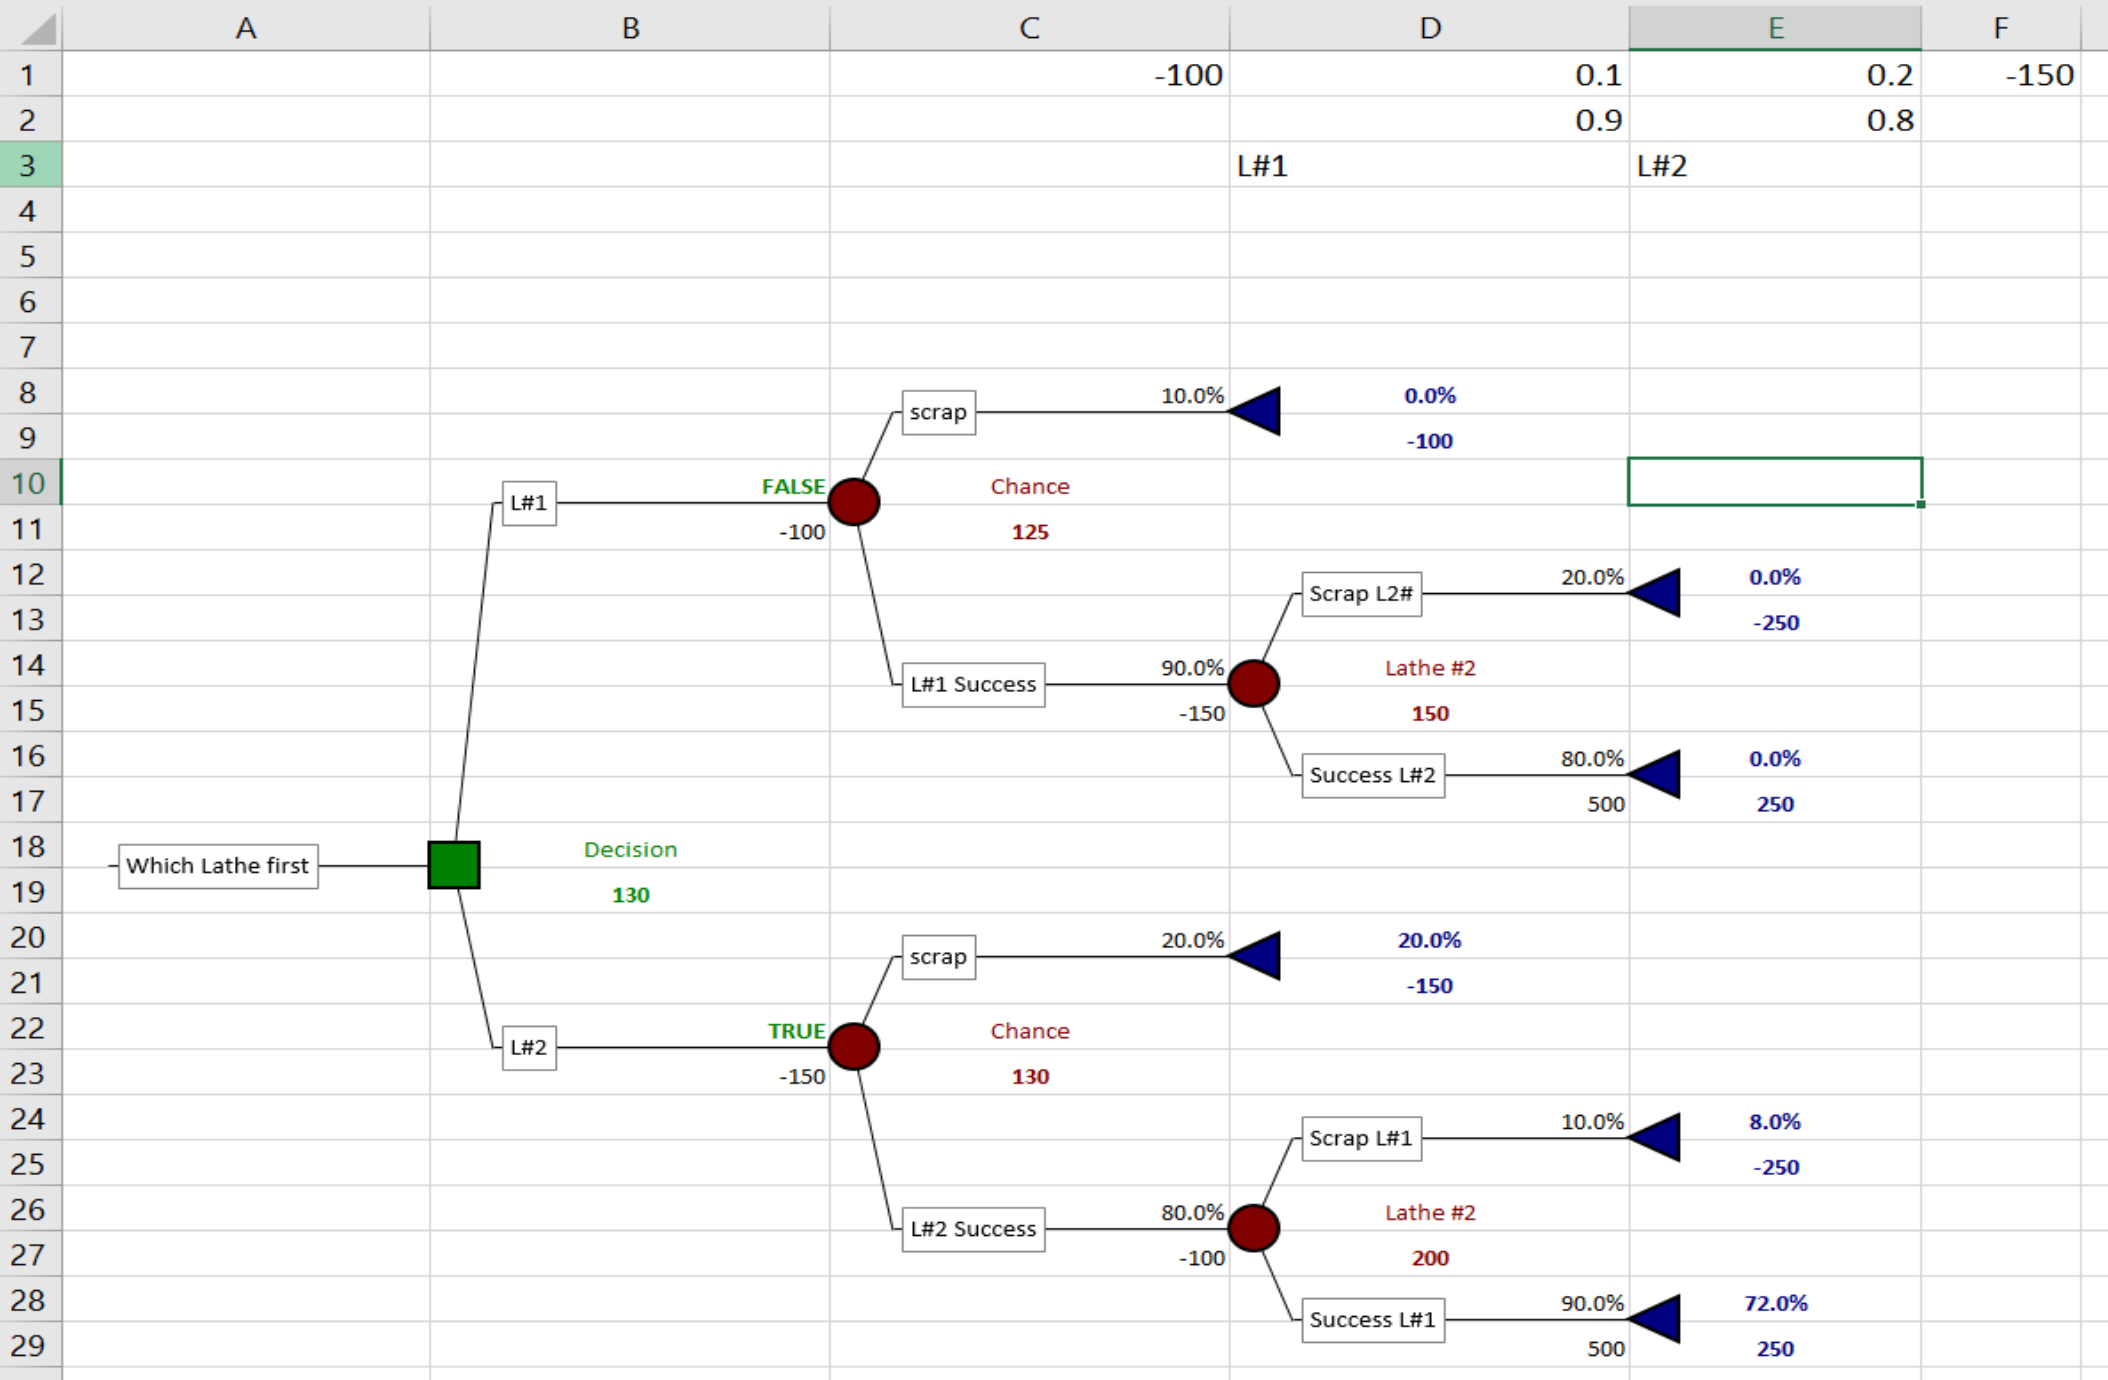 A B C D E F
1 -100 0.1 0.2 -150
2 0.9 0.8
3 L#1 L#2
4
5
6
7
8 10.0% 0.0%
scrap
9 -100
10 FALSE Chance
L#1
11 -100 125
12 20.0% 0.0%
Scrap L2#
13 -250
14 90.0% Lathe #2
L#1 Success
15 -150 150
16 80.0% 0.0%
Success L#2
17 500 250
18 Decision
Which Lathe first
19 130
20 20.0% 20.0%
scrap
21 -150
22 TRUE Chance
L#2
23 -150 130
24 10.0% 8.0%
Scrap L#1
25 -250
26 80.0% Lathe #2
L#2 Success
27 -100 200
28 90.0% 72.0%
Success L#1
29 500 250